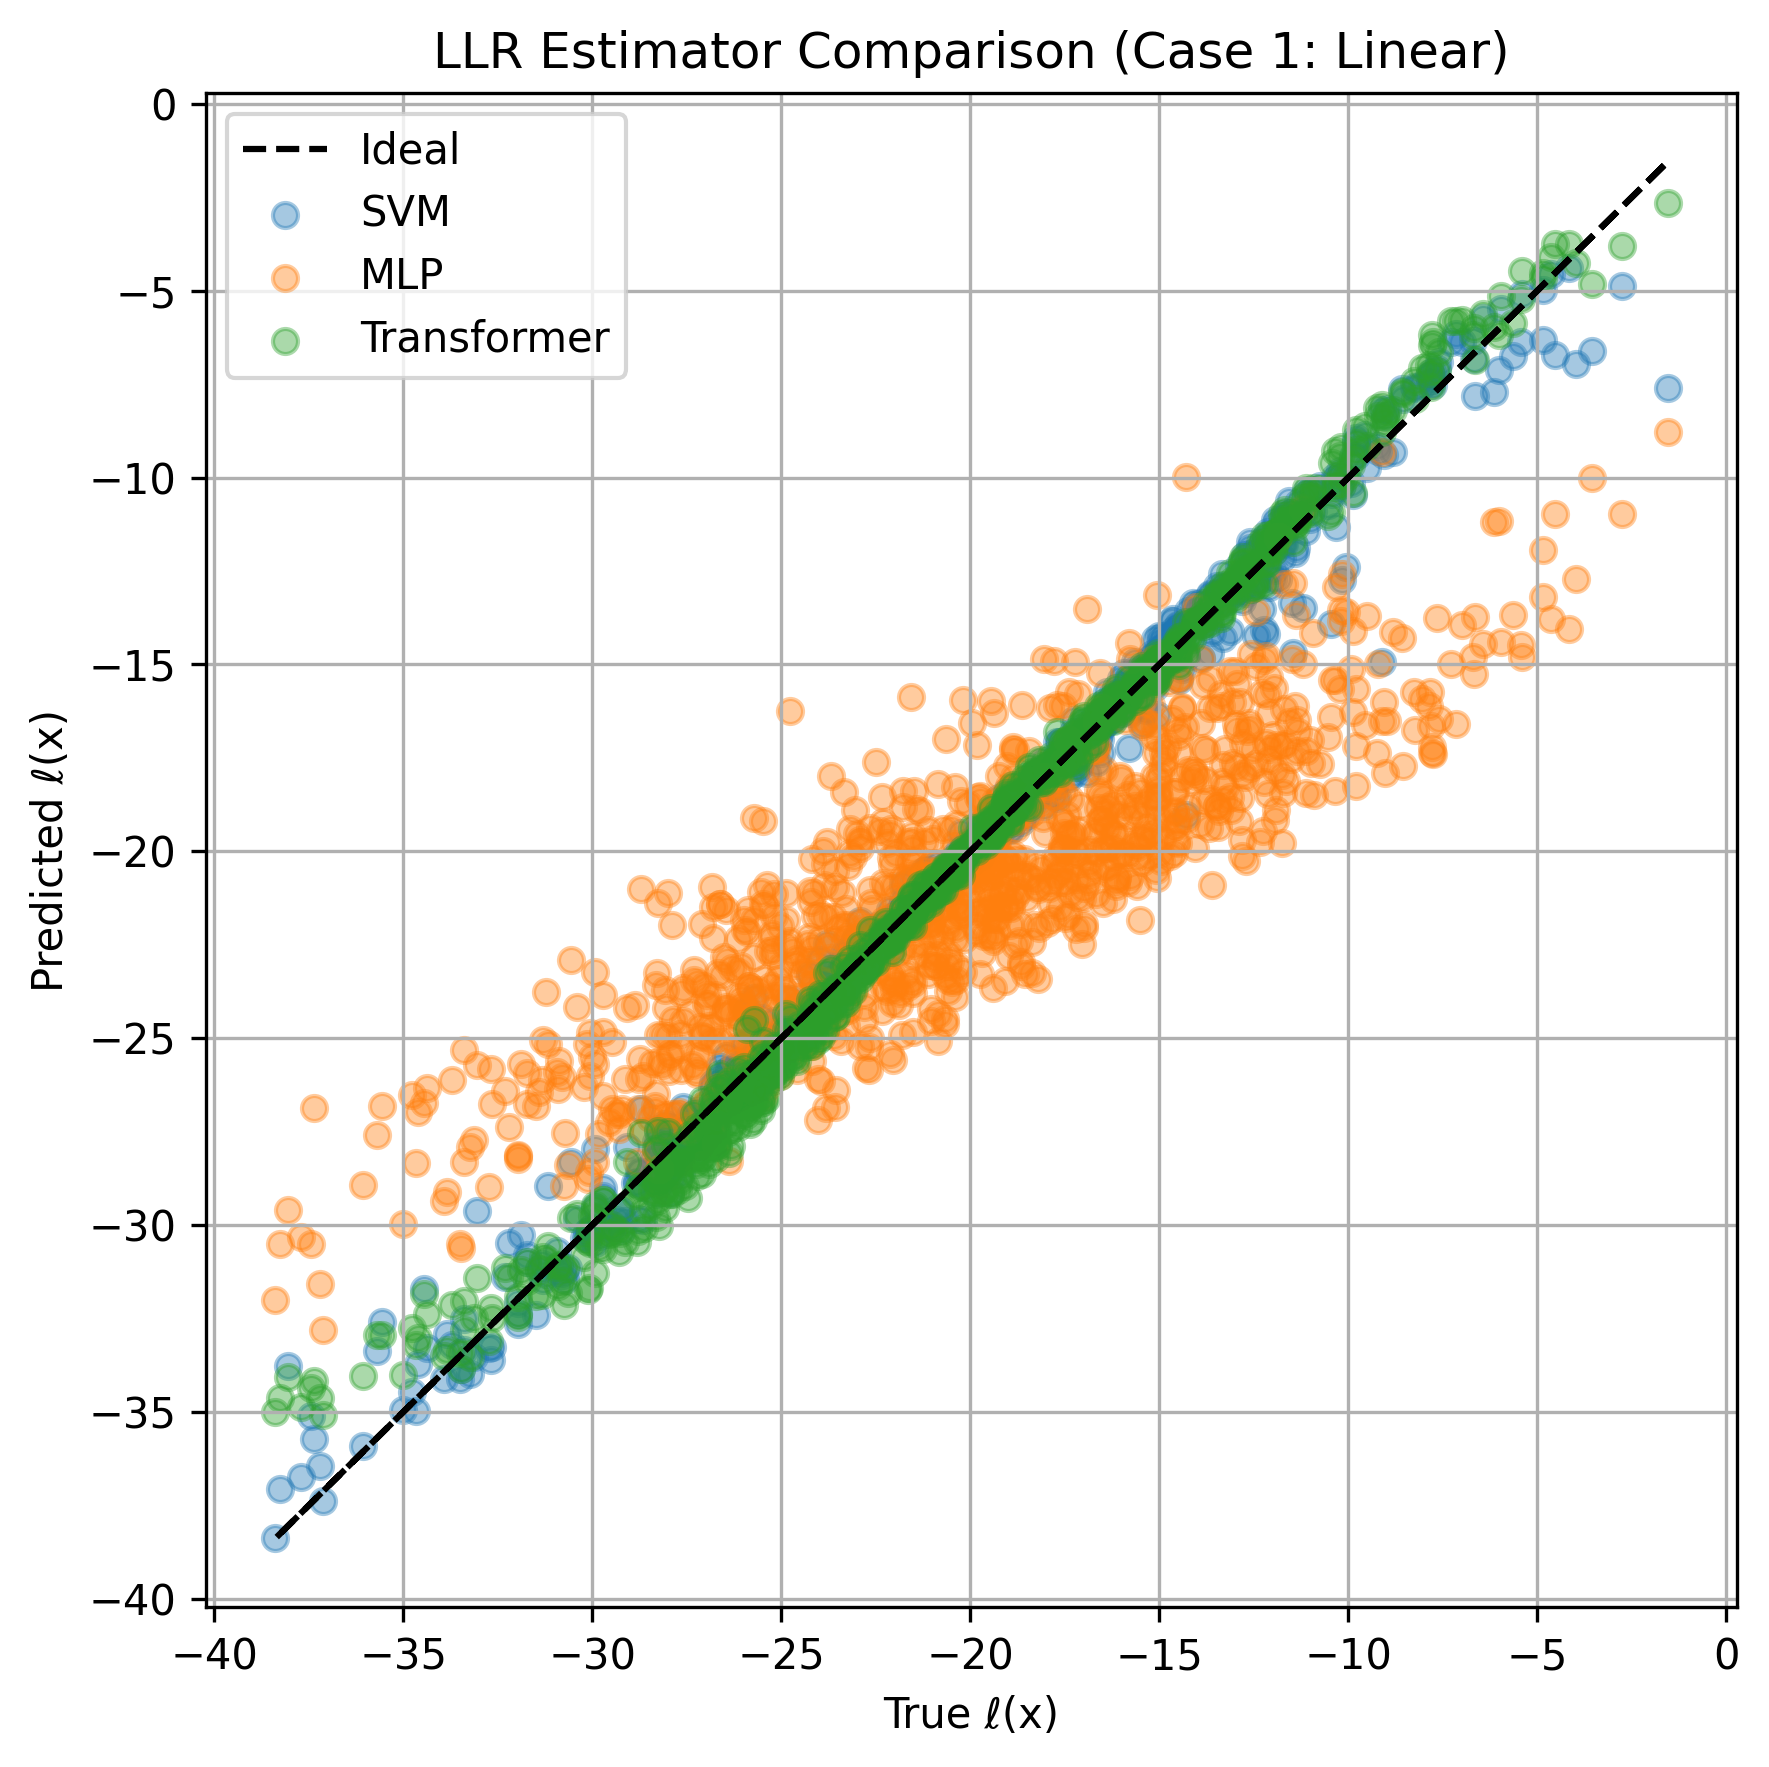 LLR Estimator Comparison (Case 1: Linear)
Ideal
SVM
MLP
Transformer
0
−5
−10
−15
−20
−25
−30
−35
−40
Predicted ℓ(x)
−40 −35 −30 −25 −20 −15 −10 −5 0
True ℓ(x)